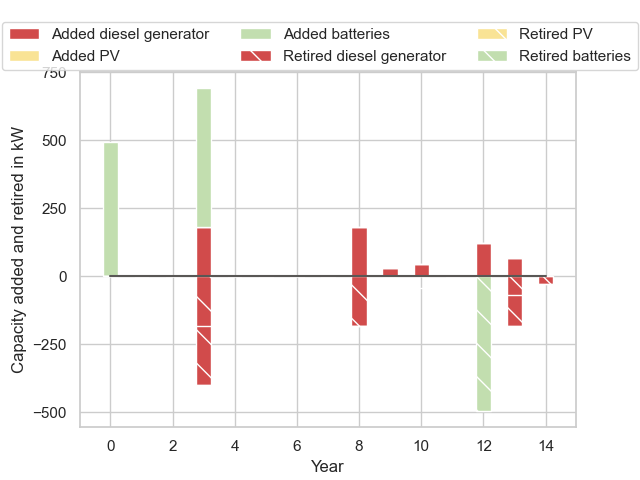 Added diesel generator Added batteries Retired PV
Added PV Retired diesel generator Retired batteries
750
500
250
0
−250
−500
Capacity added and retired in kW
0 2 4 6 8 10 12 14
Year